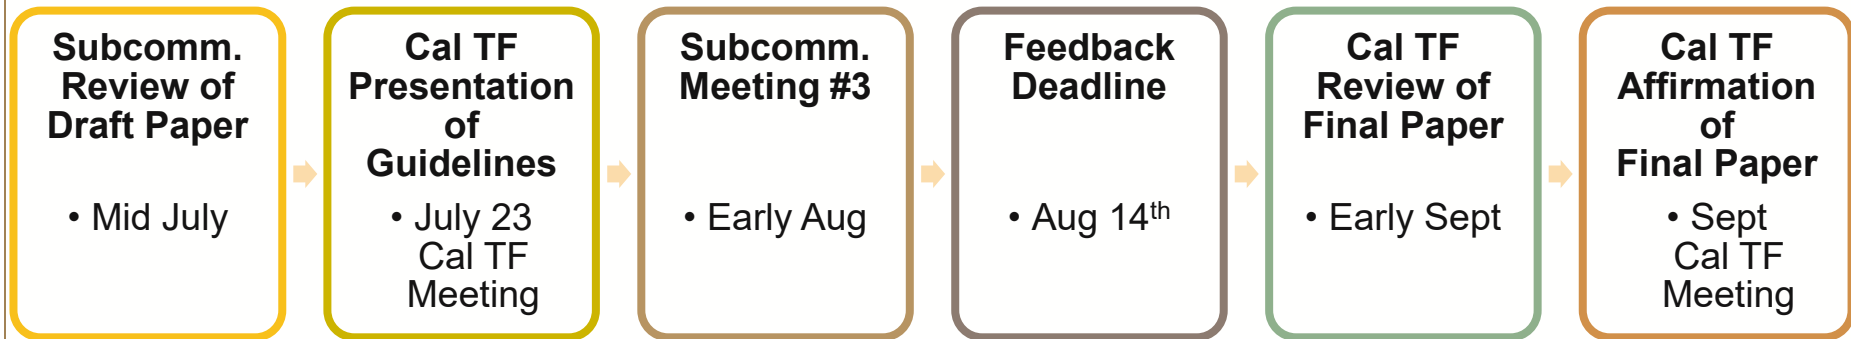 Subcomm.
Review of
Draft Paper
• Mid July
Cal TF
Presentation
of
Guidelines
• July 23
Cal TF
Meeting
Subcomm.
Meeting #3
• Early Aug
Feedback
Deadline
• Aug 14th
Cal TF
Review of
Final Paper
• Early Sept
Cal TF
Affirmation
of
Final Paper
• Sept
Cal TF
Meeting